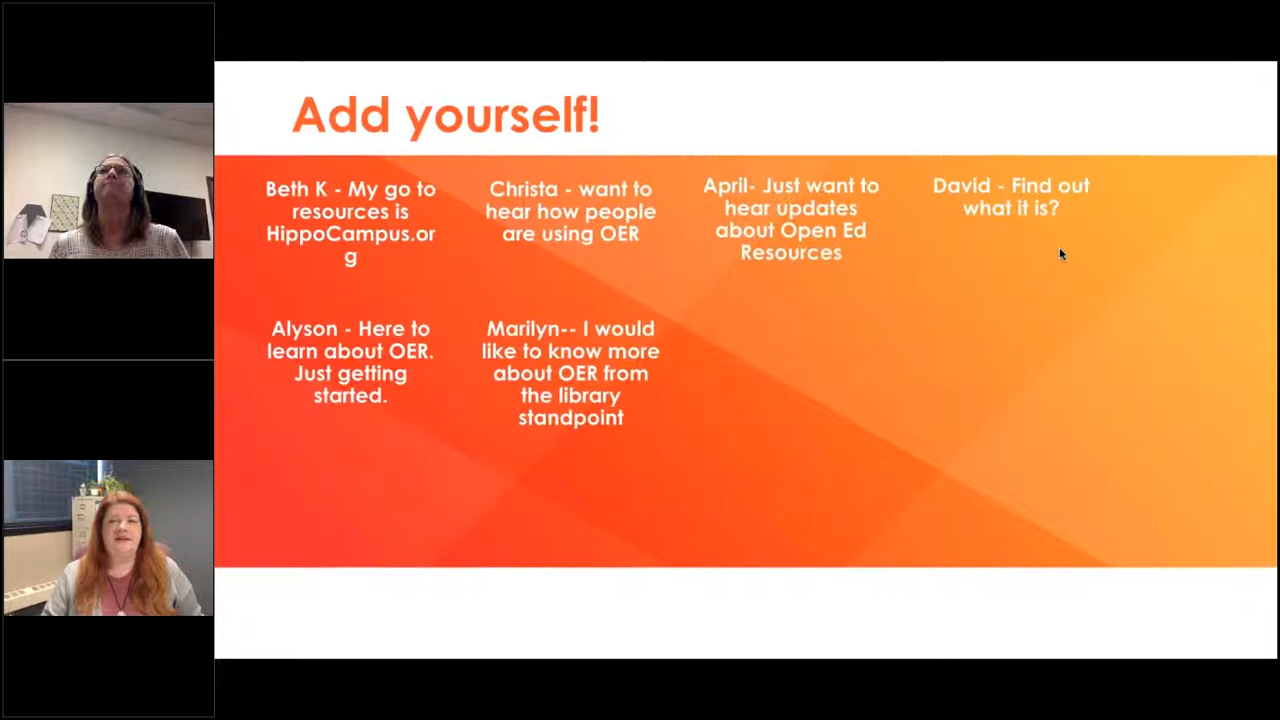 Add yourself!
Beth K - My go to
resources is
HippoCampus.or
g
Christa - want to
hear how people
are using OER
April- Just want to
hear updates
about Open Ed
Resources
David - Find out
what it is?
Alyson - Here to
learn about OER.
Just getting
started.
Marilyn-- I would
like to know more
about OER from
the library
standpoint